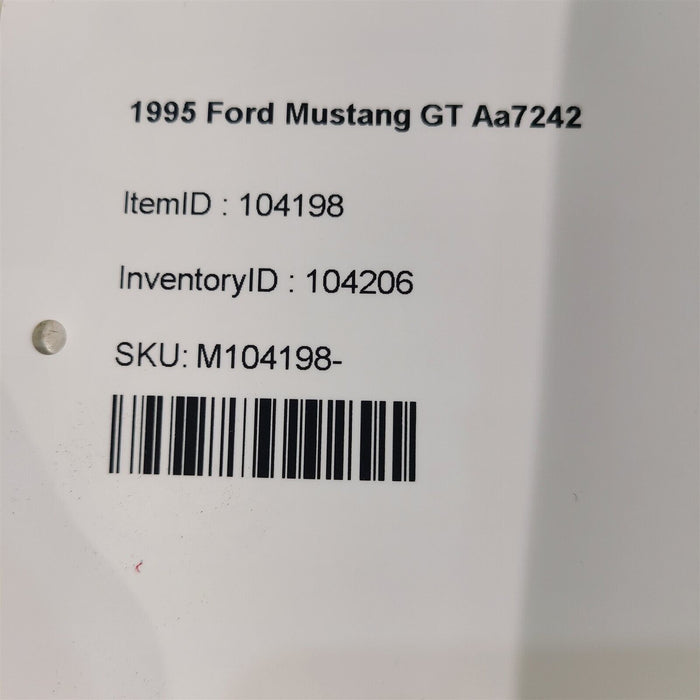 1995 Ford Mustang GT Aa7242
ItemID : 104198
InventoryID : 104206
SKU: M104198-